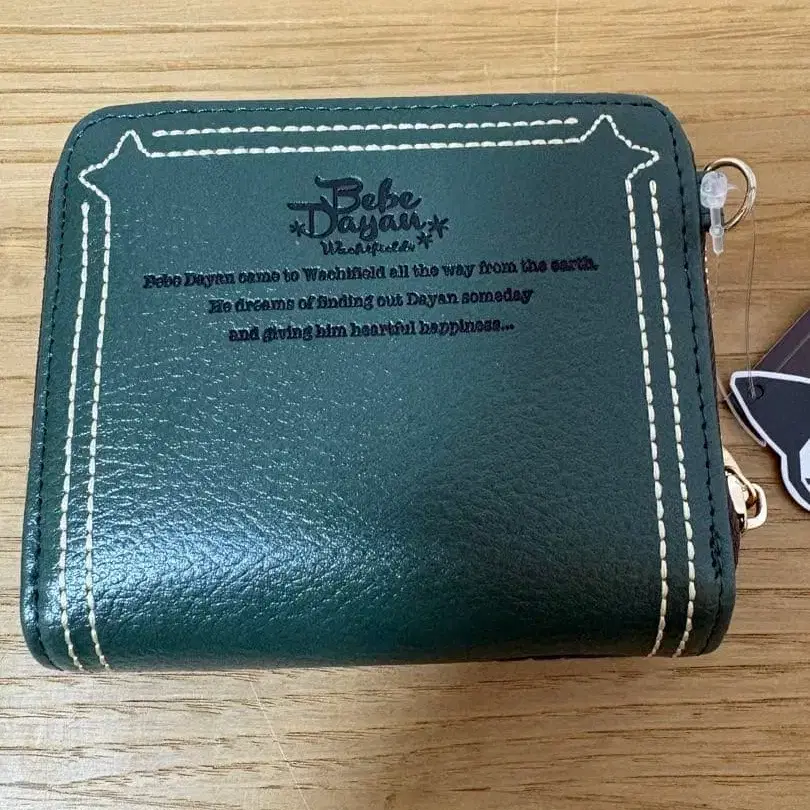 Bebe
Dayan
Wachifield
Bebe Dayan came to Wachifield all the way from the earth.
He dreams of finding out Dayan someday
and giving him heartful happiness...